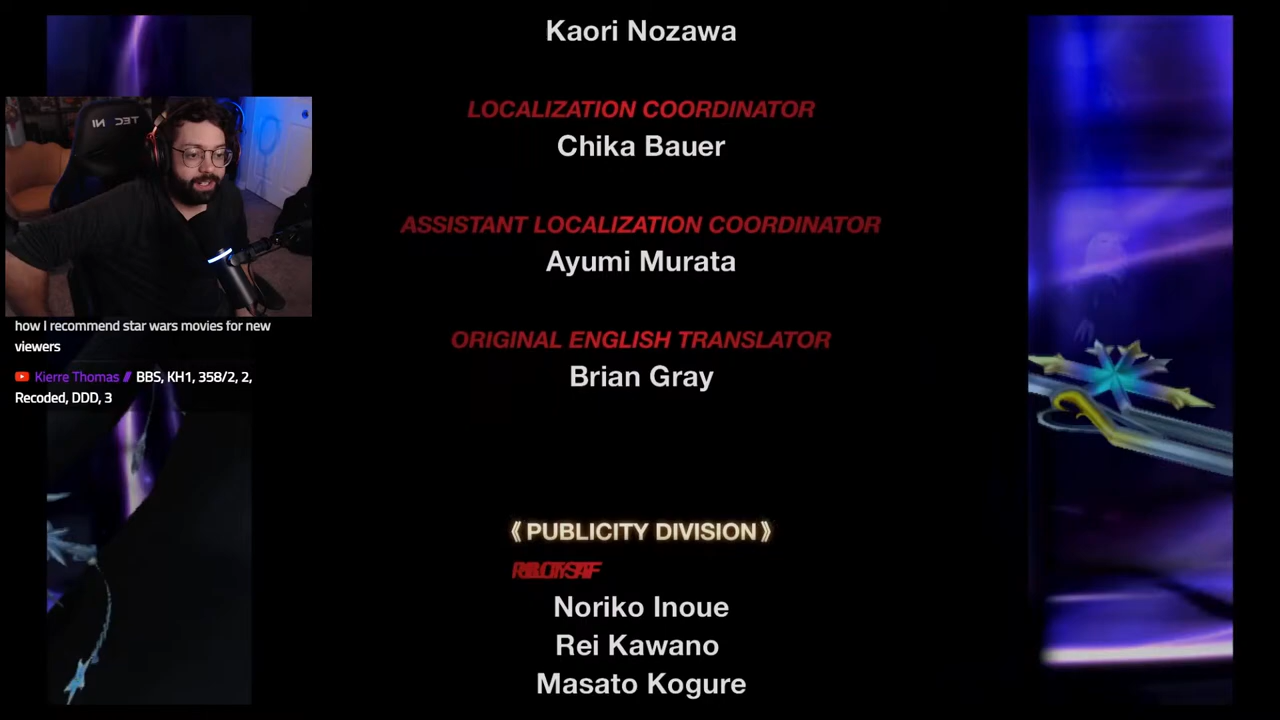 Kaori Nozawa
LOCALIZATION COORDINATOR
Chika Bauer
ASSISTANT LOCALIZATION COORDINATOR
Ayumi Murata
ORIGINAL ENGLISH TRANSLATOR
Brian Gray
《PUBLICITY DIVISION》
Noriko Inoue
Rei Kawano
Masato Kogure
how I recommend star wars movies for new
viewers
Kierre Thomas // BBS, KH1, 358/2, 2,
Recoded, DDD, 3